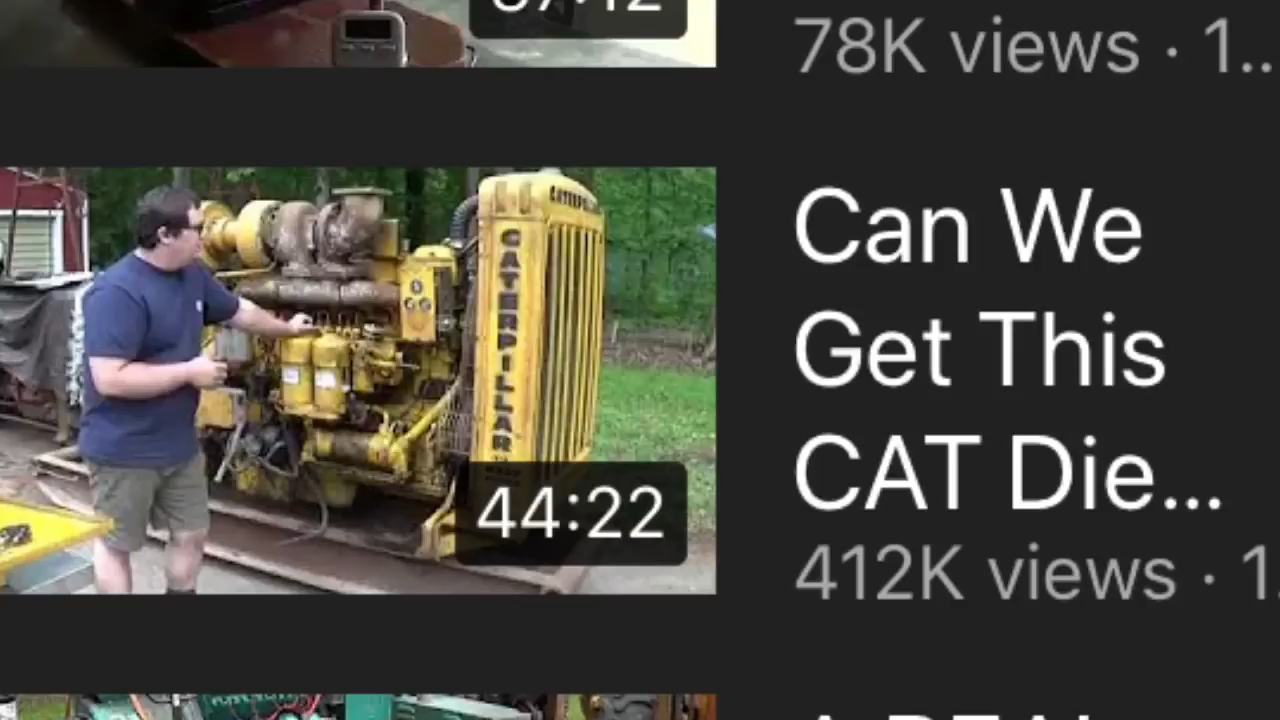 78K views · 1..
CATERPILLAR
44:22
Can We
Get This
CAT Die...
412K views · 1.